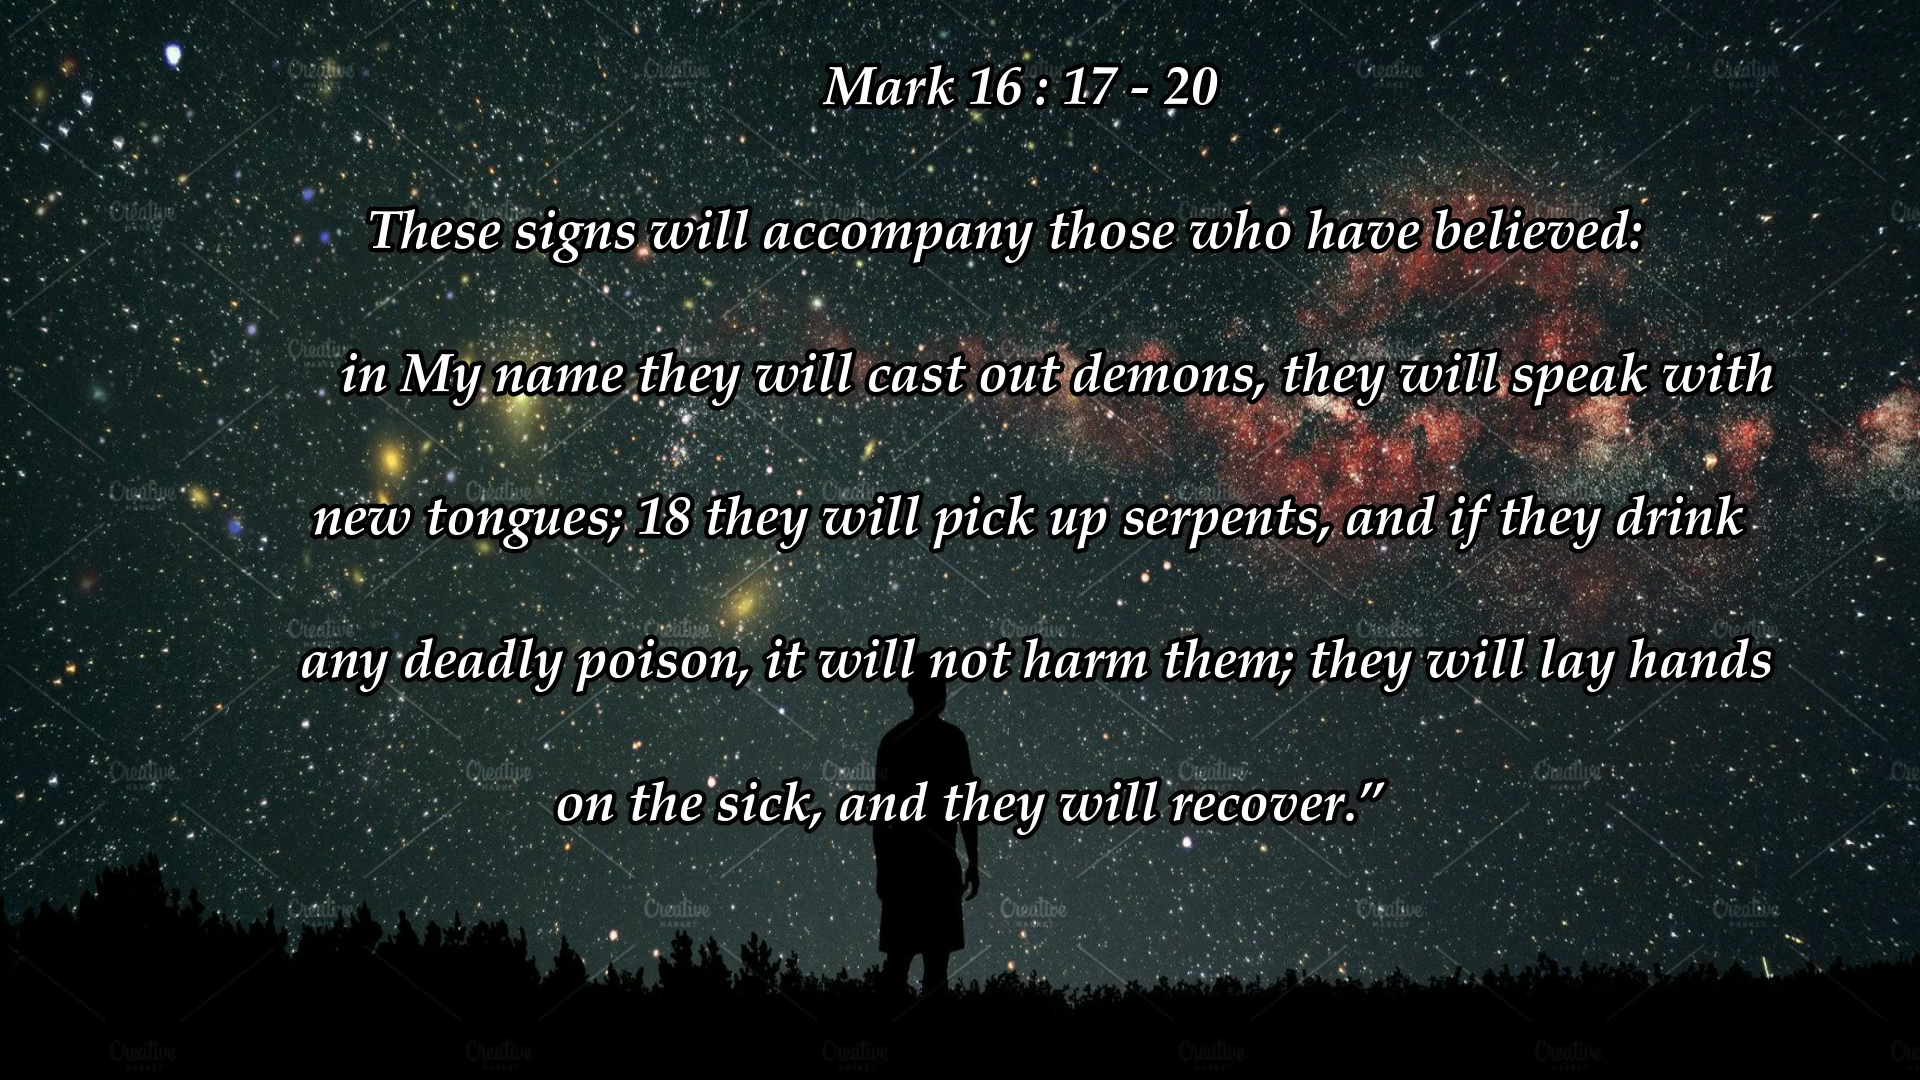 Mark 16 : 17 - 20
These signs will accompany those who have believed:
in My name they will cast out demons, they will speak with
new tongues; 18 they will pick up serpents, and if they drink
any deadly poison, it will not harm them; they will lay hands
on the sick, and they will recover.”
Creative
MARKET